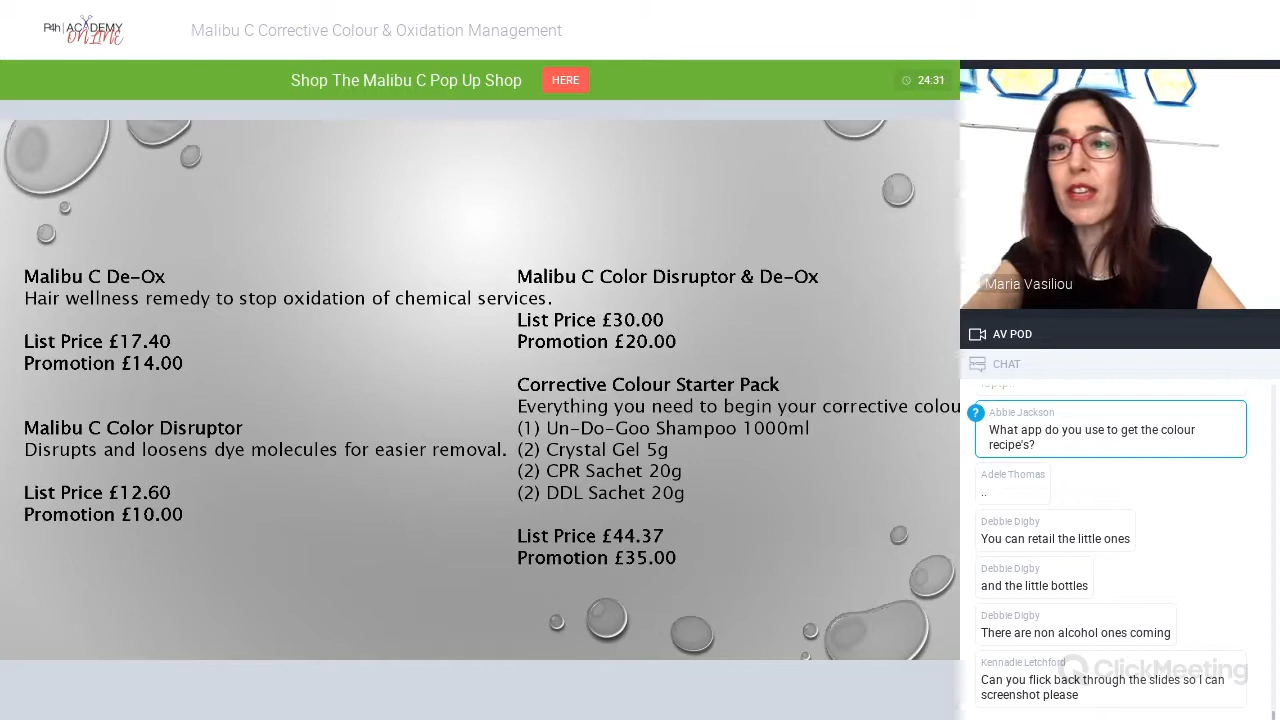 P4h | ACADEMY
ONLINE
Malibu C Corrective Colour & Oxidation Management
Shop The Malibu C Pop Up Shop
HERE
24:31
Malibu C De-Ox
Hair wellness remedy to stop oxidation of chemical services.
List Price £17.40
Promotion £14.00
Malibu C Color Disruptor
Disrupts and loosens dye molecules for easier removal.
List Price £12.60
Promotion £10.00
Malibu C Color Disruptor & De-Ox
List Price £30.00
Promotion £20.00
Corrective Colour Starter Pack
Everything you need to begin your corrective colou
(1) Un-Do-Goo Shampoo 1000ml
(2) Crystal Gel 5g
(2) CPR Sachet 20g
(2) DDL Sachet 20g
List Price £44.37
Promotion £35.00
Maria Vasiliou
AV POD
CHAT
?
Abbie Jackson
What app do you use to get the colour
recipe's?
Adele Thomas
..
Debbie Digby
You can retail the little ones
Debbie Digby
and the little bottles
Debbie Digby
There are non alcohol ones coming
Kennadie Letchford
Can you flick back through the slides so I can
screenshot please
ClickMeeting